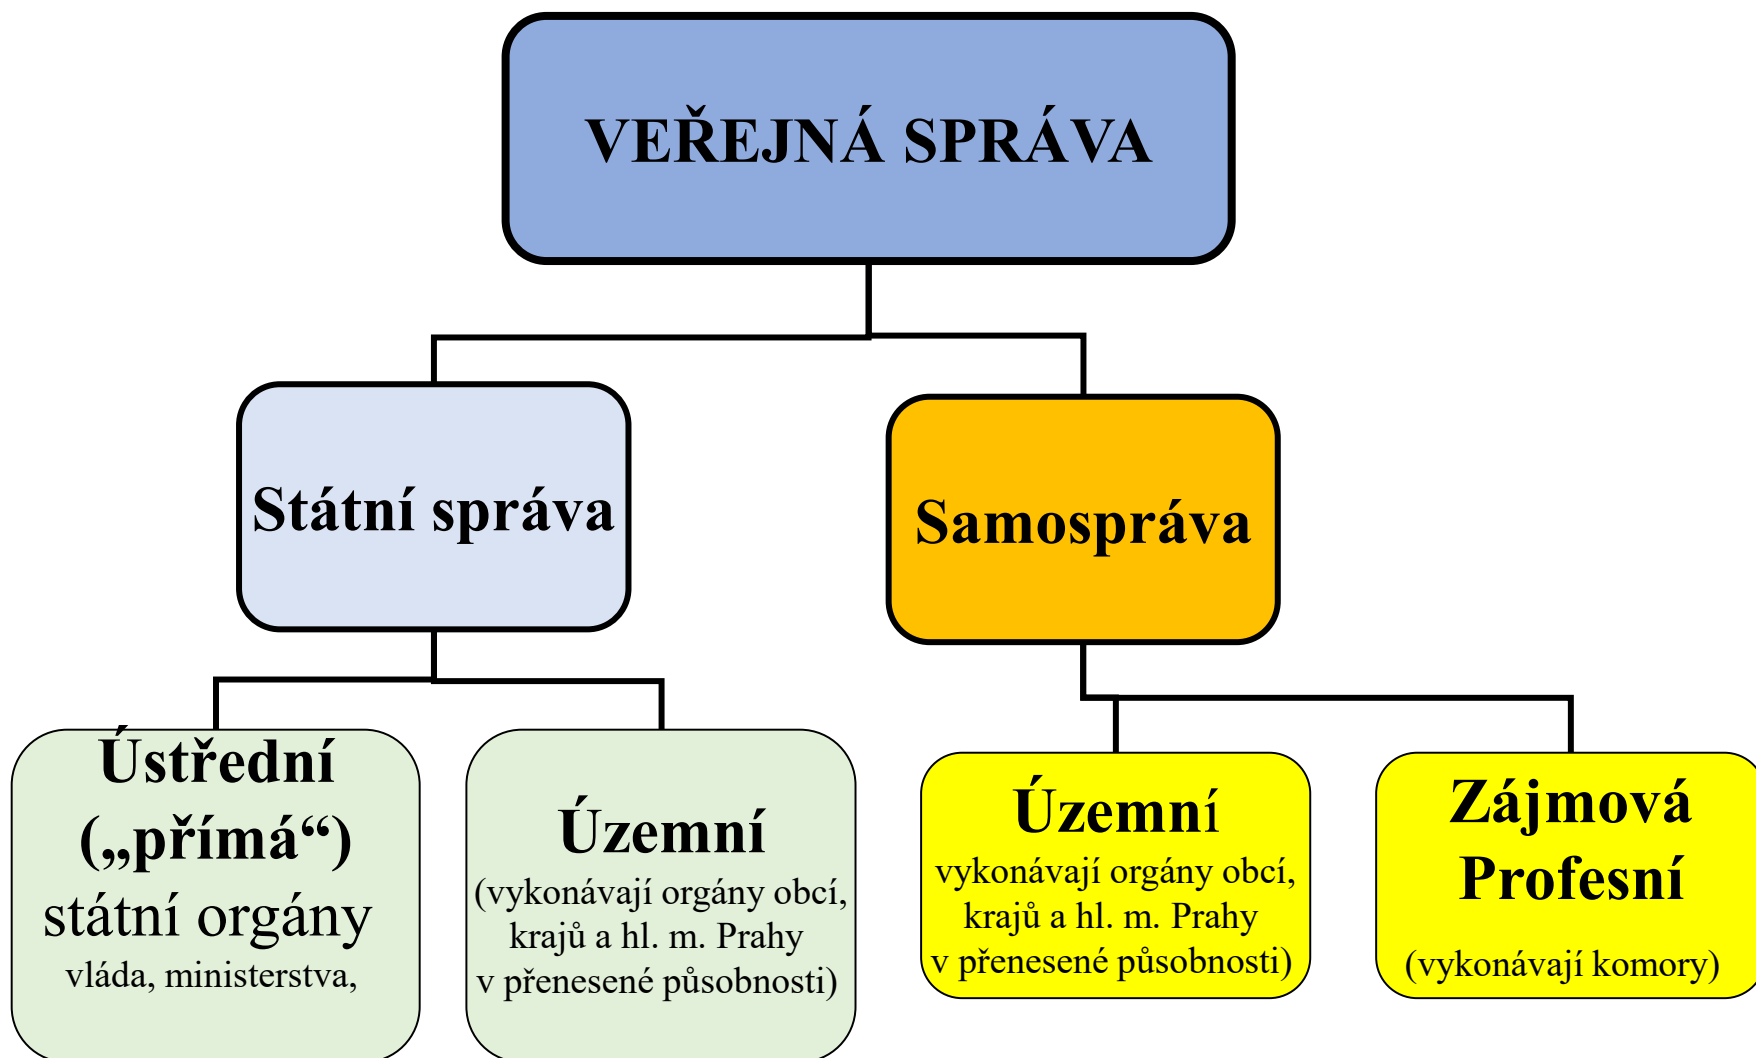 VEŘEJNÁ SPRÁVA
Státní správa
Samospráva
Ústřední
(„přímá“)
státní orgány
vláda, ministerstva,
Územní
(vykonávají orgány obcí,
krajů a hl. m. Prahy
v přenesené působnosti)
Územní
vykonávají orgány obcí,
krajů a hl. m. Prahy
v přenesené působnosti)
Zájmová
Profesní
(vykonávají komory)